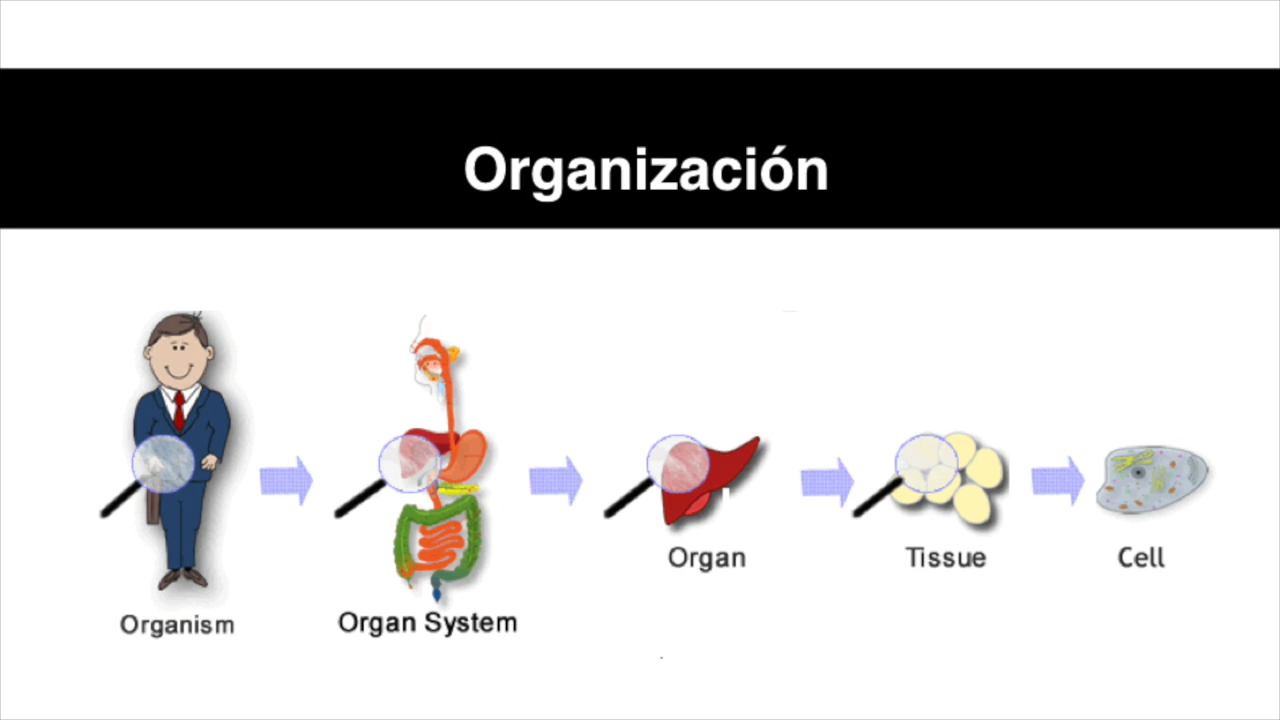 Organización
Organism
Organ System
Organ
Tissue
Cell